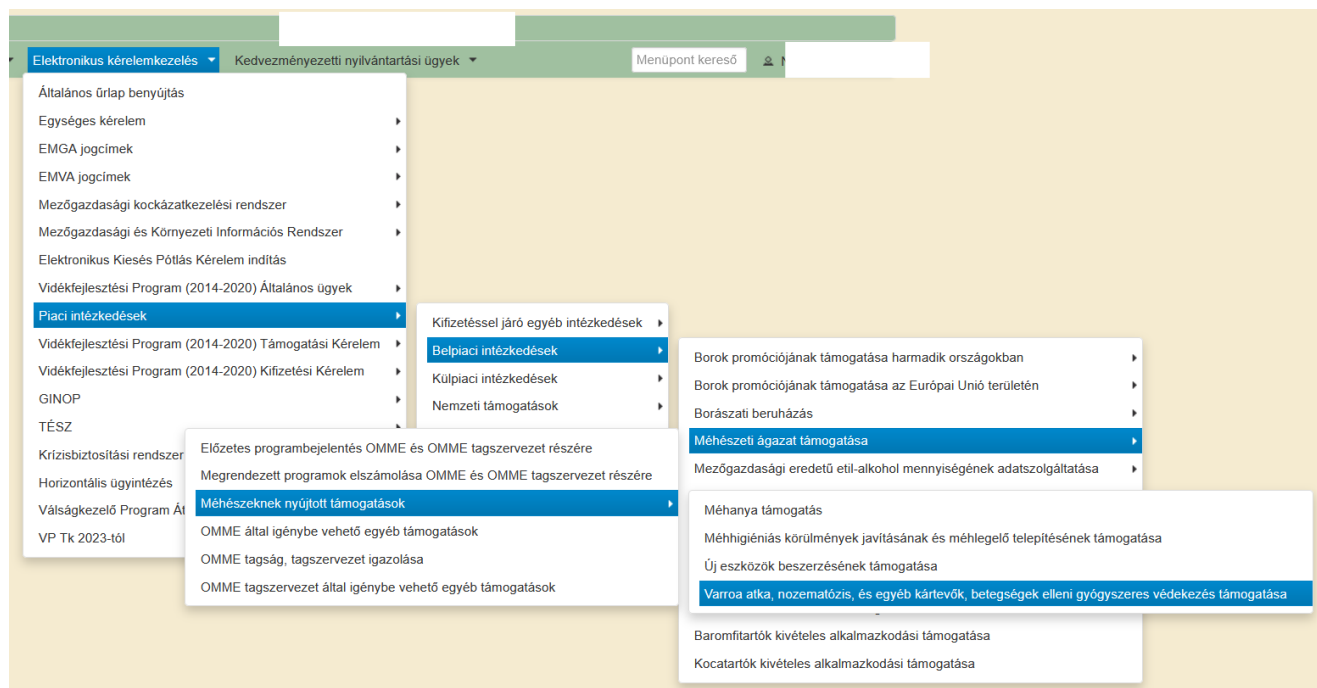 Elektronikus kérelemkezelés
Kedvezményezetti nyilvántartási ügyek
Menüpont kereső
Általános űrlap benyújtás
Egységes kérelem
EMGA jogcímek
EMVA jogcímek
Mezőgazdasági kockázatkezelési rendszer
Mezőgazdasági és Környezeti Információs Rendszer
Elektronikus Kiesés Pótlás Kérelem indítás
Vidékfejlesztési Program (2014-2020) Általános ügyek
Piaci intézkedések
Vidékfejlesztési Program (2014-2020) Támogatási Kérelem
Vidékfejlesztési Program (2014-2020) Kifizetési Kérelem
GINOP
TÉSZ
Krízisbiztosítási rendszer
Horizontális ügyintézés
Válságkezelő Program Át
VP Tk 2023-tól
Kifizetéssel járó egyéb intézkedések
Belpiaci intézkedések
Külpiaci intézkedések
Nemzeti támogatások
Borok promóciójának támogatása harmadik országokban
Borok promóciójának támogatása az Európai Unió területén
Borászati beruházás
Méhészeti ágazat támogatása
Mezőgazdasági eredetű etil-alkohol mennyiségének adatszolgáltatása
Baromfitartók kivételes alkalmazkodási támogatása
Kocatartók kivételes alkalmazkodási támogatása
Előzetes programbejelentés OMME és OMME tagszervezet részére
Megrendezett programok elszámolása OMME és OMME tagszervezet részére
Méhészeknek nyújtott támogatások
OMME által igénybe vehető egyéb támogatások
OMME tagság, tagszervezet igazolása
OMME tagszervezet által igénybe vehető egyéb támogatások
Méhanya támogatás
Méhhigiéniás körülmények javításának és méhlegelő telepítésének támogatása
Új eszközök beszerzésének támogatása
Varroa atka, nozematózis, és egyéb kártevők, betegségek elleni gyógyszeres védekezés támogatása